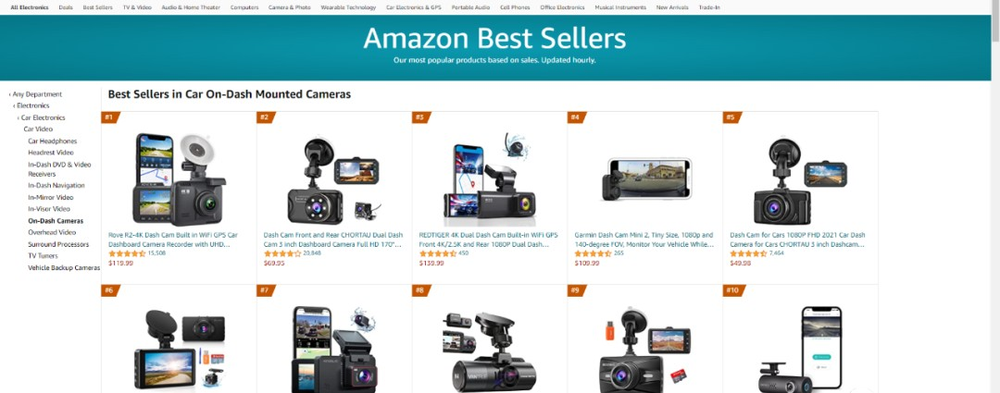 All Electronics Deals Best Sellers TV & Video Audio & Home Theater Computers Camera & Photo Wearable Technology Car Electronics & GPS Portable Audio Cell Phones Office Electronics Musical Instruments New Arrivals Trade-In
Amazon Best Sellers
Our most popular products based on sales. Updated hourly.
‹ Any Department
‹ Electronics
‹ Car Electronics
Car Video
Car Headphones
Headrest Video
In-Dash DVD & Video
Receivers
In-Dash Navigation
In-Mirror Video
In-Visor Video
On-Dash Cameras
Overhead Video
Surround Processors
TV Tuners
Vehicle Backup Cameras
Best Sellers in Car On-Dash Mounted Cameras
#1
Rove R2-4K Dash Cam Built in WiFi GPS Car
Dashboard Camera Recorder with UHD…
15,508
$119.99
#2
Dash Cam Front and Rear CHORTAU Dual Dash
Cam 3 inch Dashboard Camera Full HD 170°…
20,948
$69.95
#3
REDTIGER 4K Dual Dash Cam Built-in WiFi GPS
Front 4K/2.5K and Rear 1080P Dual Dash…
450
$139.99
#4
Garmin Dash Cam Mini 2, Tiny Size, 1080p and
140-degree FOV, Monitor Your Vehicle While…
265
$109.99
#5
Dash Cam for Cars 1080P FHD 2021 Car Dash
Camera for Cars CHORTAU 3 inch Dashcam…
7,464
$49.98
#6
#7
#8
#9
#10